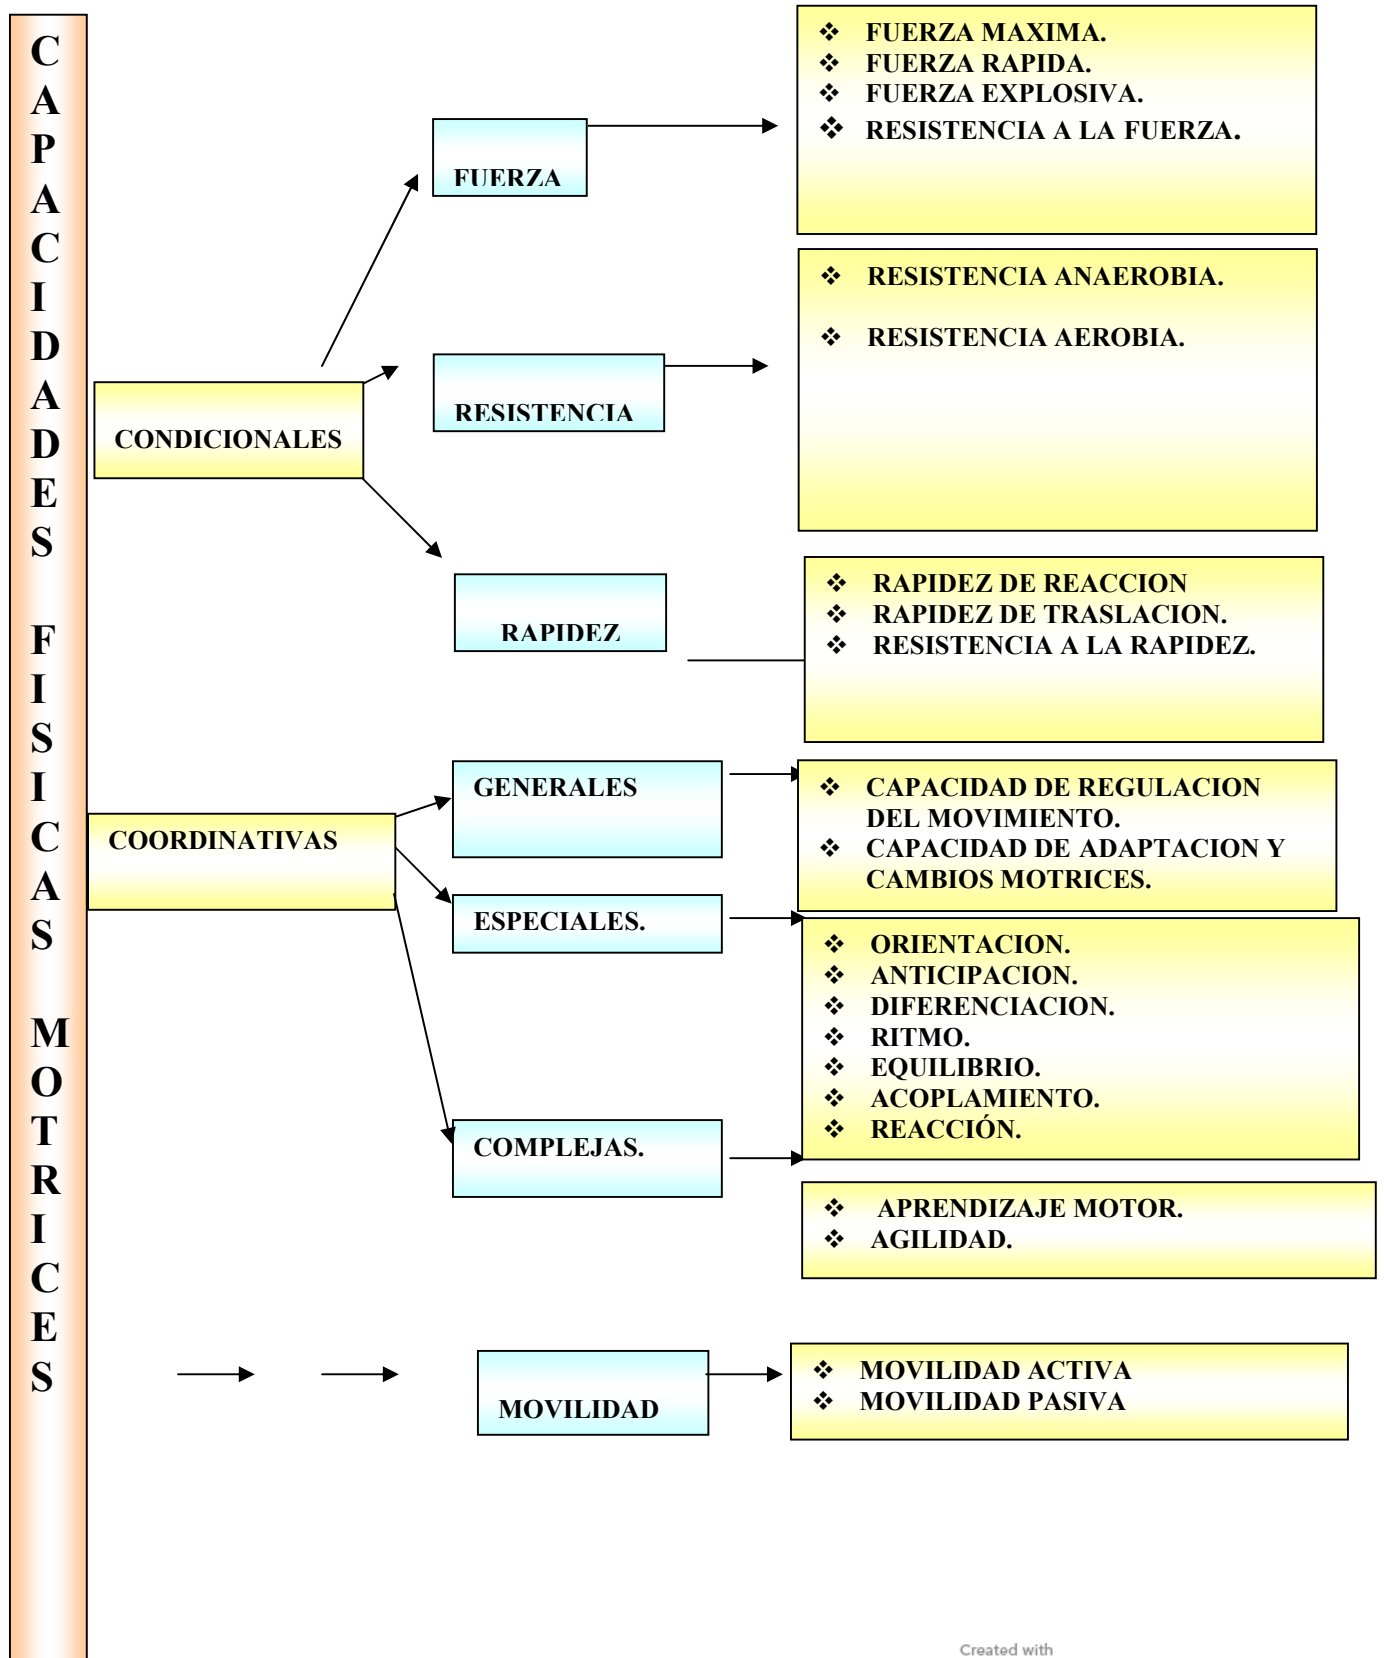 CAPACIDADES FISICAS MOTRICES
CONDICIONALES
FUERZA
❖ FUERZA MAXIMA.
❖ FUERZA RAPIDA.
❖ FUERZA EXPLOSIVA.
❖ RESISTENCIA A LA FUERZA.
RESISTENCIA
❖ RESISTENCIA ANAEROBIA.
❖ RESISTENCIA AEROBIA.
RAPIDEZ
❖ RAPIDEZ DE REACCION
❖ RAPIDEZ DE TRASLACION.
❖ RESISTENCIA A LA RAPIDEZ.
COORDINATIVAS
GENERALES
❖ CAPACIDAD DE REGULACION
DEL MOVIMIENTO.
❖ CAPACIDAD DE ADAPTACION Y
CAMBIOS MOTRICES.
ESPECIALES.
❖ ORIENTACION.
❖ ANTICIPACION.
❖ DIFERENCIACION.
❖ RITMO.
❖ EQUILIBRIO.
❖ ACOPLAMIENTO.
❖ REACCIÓN.
COMPLEJAS.
❖ APRENDIZAJE MOTOR.
❖ AGILIDAD.
MOVILIDAD
❖ MOVILIDAD ACTIVA
❖ MOVILIDAD PASIVA
Created with